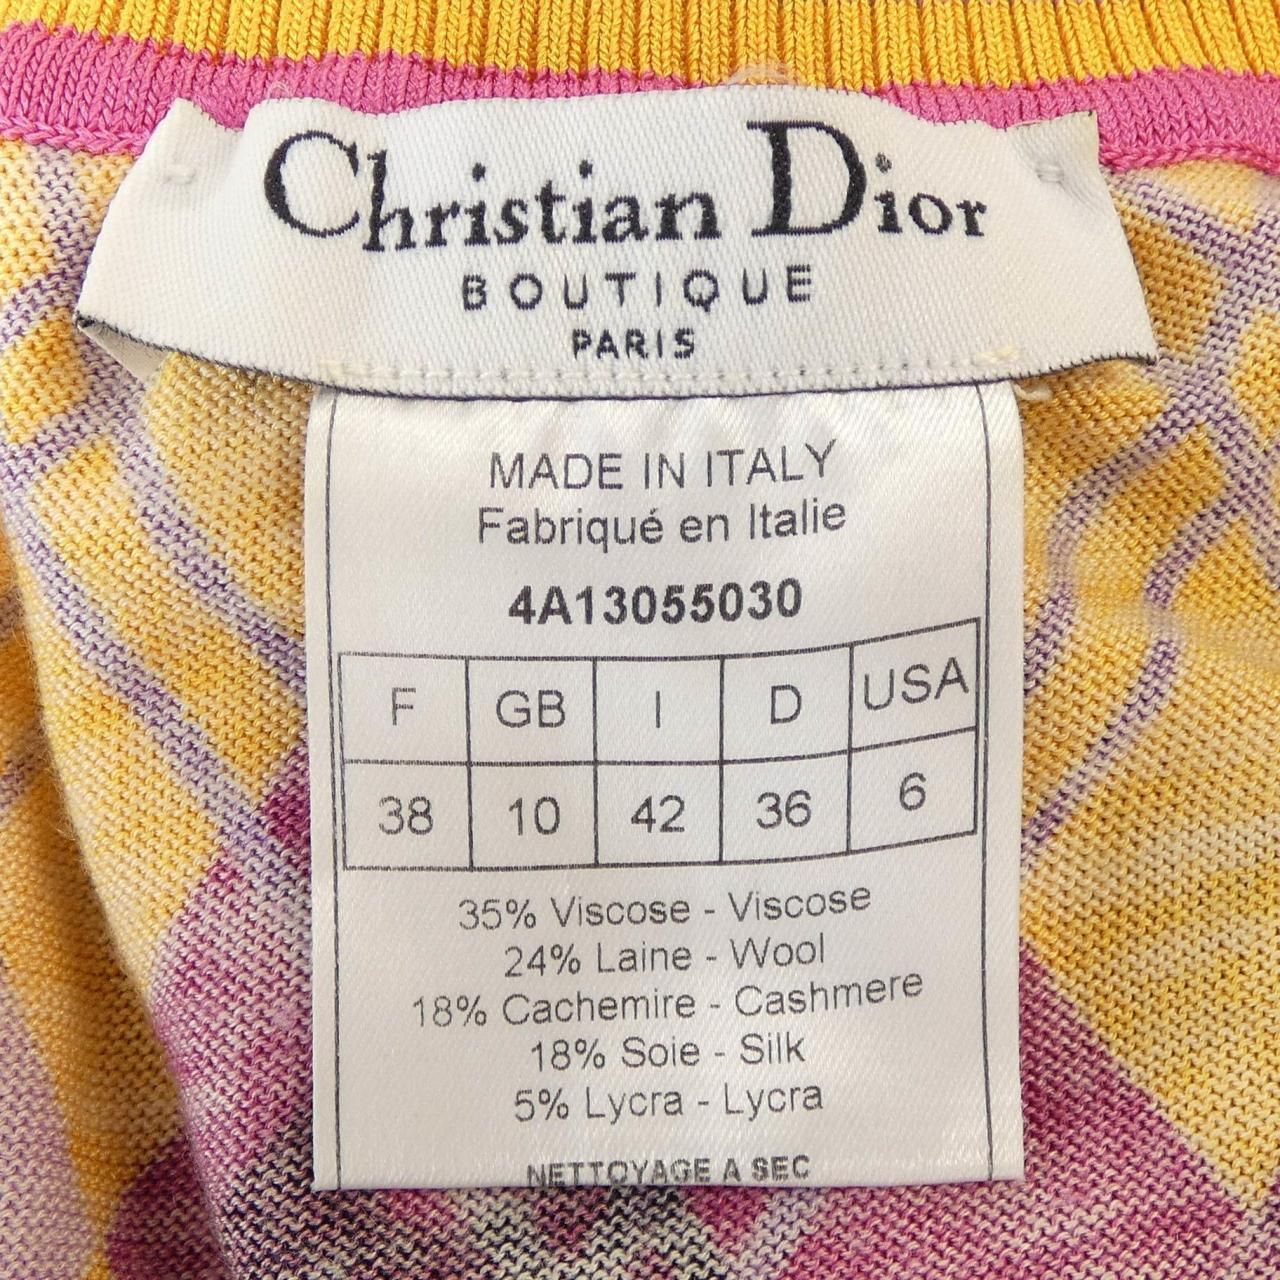 Christian Dior
BOUTIQUE
PARIS
MADE IN ITALY
Fabriqué en Italie
4A13055030
F GB I D USA
38 10 42 36 6
35% Viscose - Viscose
24% Laine - Wool
18% Cachemire - Cashmere
18% Soie - Silk
5% Lycra - Lycra
NETTOYAGE A SEC